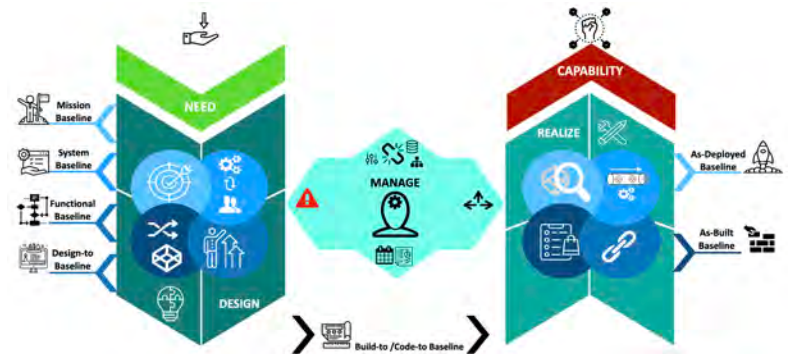 NEED
Mission
Baseline
System
Baseline
Functional
Baseline
Design-to
Baseline
DESIGN
MANAGE
Build-to /Code-to Baseline
CAPABILITY
REALIZE
As-Deployed
Baseline
As-Built
Baseline